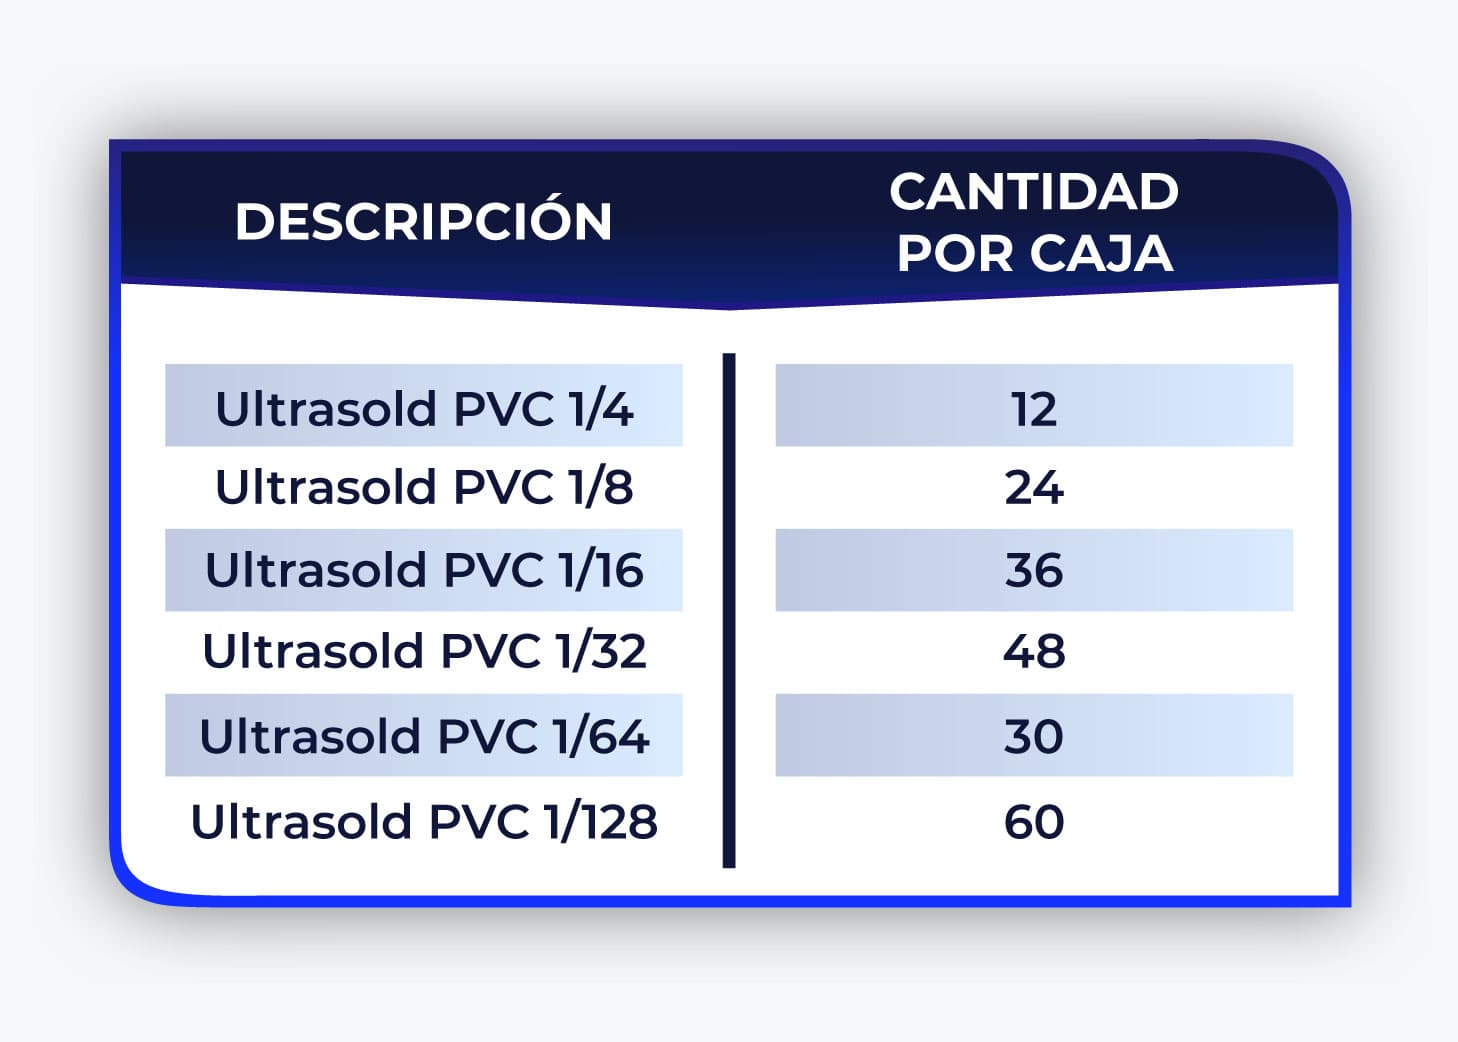 DESCRIPCIÓN
CANTIDAD
POR CAJA
Ultrasold PVC 1/4 12
Ultrasold PVC 1/8 24
Ultrasold PVC 1/16 36
Ultrasold PVC 1/32 48
Ultrasold PVC 1/64 30
Ultrasold PVC 1/128 60